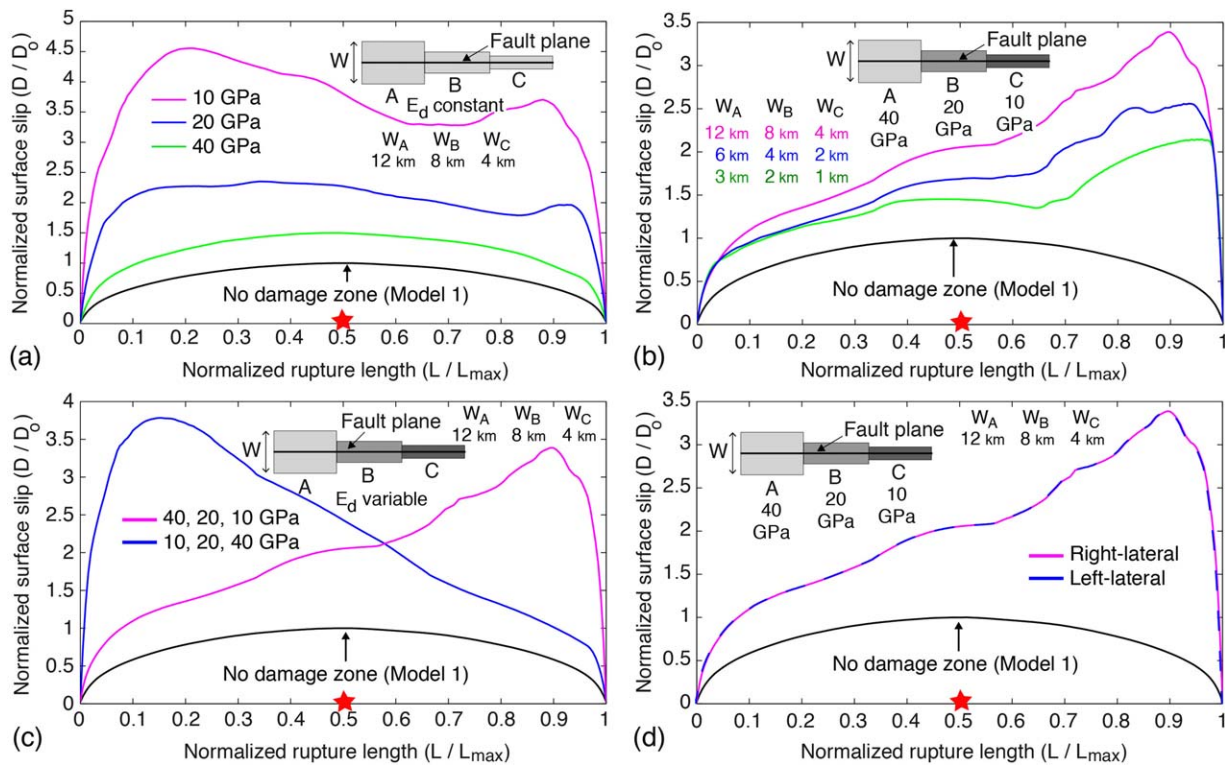 5
4.5
4
3.5
3
2.5
2
1.5
1
0.5
0
Normalized surface slip (D / Do)
W
Fault plane
A
B
C
Ed constant
10 GPa
20 GPa
40 GPa
WA WB WC
12 km 8 km 4 km
No damage zone (Model 1)
0 0.1 0.2 0.3 0.4 0.5 0.6 0.7 0.8 0.9 1
Normalized rupture length (L / Lmax)
(a)
3.5
3
2.5
2
1.5
1
0.5
0
Normalized surface slip (D / Do)
W
Fault plane
A
40
GPa
B
20
GPa
C
10
GPa
WA WB WC
12 km 8 km 4 km
6 km 4 km 2 km
3 km 2 km 1 km
No damage zone (Model 1)
0 0.1 0.2 0.3 0.4 0.5 0.6 0.7 0.8 0.9 1
Normalized rupture length (L / Lmax)
(b)
4
3.5
3
2.5
2
1.5
1
0.5
0
Normalized surface slip (D / Do)
WA WB WC
12 km 8 km 4 km
W
Fault plane
A
B
C
Ed variable
40, 20, 10 GPa
10, 20, 40 GPa
No damage zone (Model 1)
0 0.1 0.2 0.3 0.4 0.5 0.6 0.7 0.8 0.9 1
Normalized rupture length (L / Lmax)
(c)
3.5
3
2.5
2
1.5
1
0.5
0
Normalized surface slip (D / Do)
WA WB WC
12 km 8 km 4 km
W
Fault plane
A
40
GPa
B
20
GPa
C
10
GPa
Right-lateral
Left-lateral
No damage zone (Model 1)
0 0.1 0.2 0.3 0.4 0.5 0.6 0.7 0.8 0.9 1
Normalized rupture length (L / Lmax)
(d)